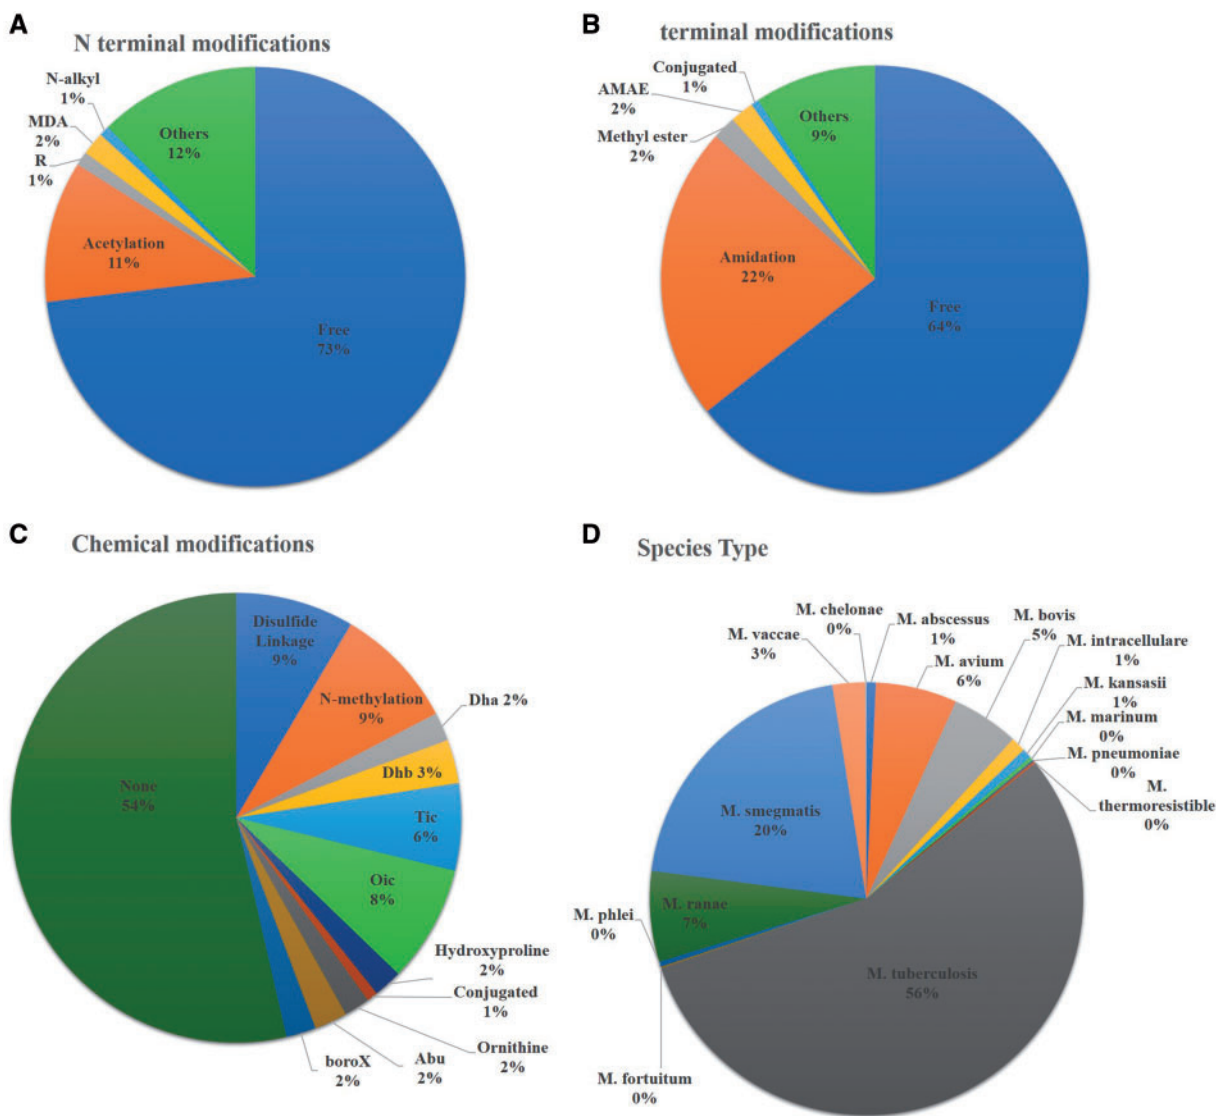 A
N terminal modifications
N-alkyl
1%
MDA
2%
R
1%
Others
12%
Acetylation
11%
Free
73%
B
terminal modifications
Conjugated
1%
AMAE
2%
Methyl ester
2%
Others
9%
Amidation
22%
Free
64%
C
Chemical modifications
Disulfide
Linkage
9%
N-methylation
9%
Dha 2%
Dhb 3%
Tic
6%
Oic
8%
Hydroxyproline
2%
Conjugated
1%
Ornithine
2%
Abu
2%
boroX
2%
None
54%
D
Species Type
M. chelonae
0%
M. abscessus
1%
M. avium
6%
M. bovis
5%
M. intracellulare
1%
M. kansasii
1%
M. marinum
0%
M. pneumoniae
0%
M.
thermoresistible
0%
M. vaccae
3%
M. smegmatis
20%
M. ranae
7%
M. phlei
0%
M. tuberculosis
56%
M. fortuitum
0%